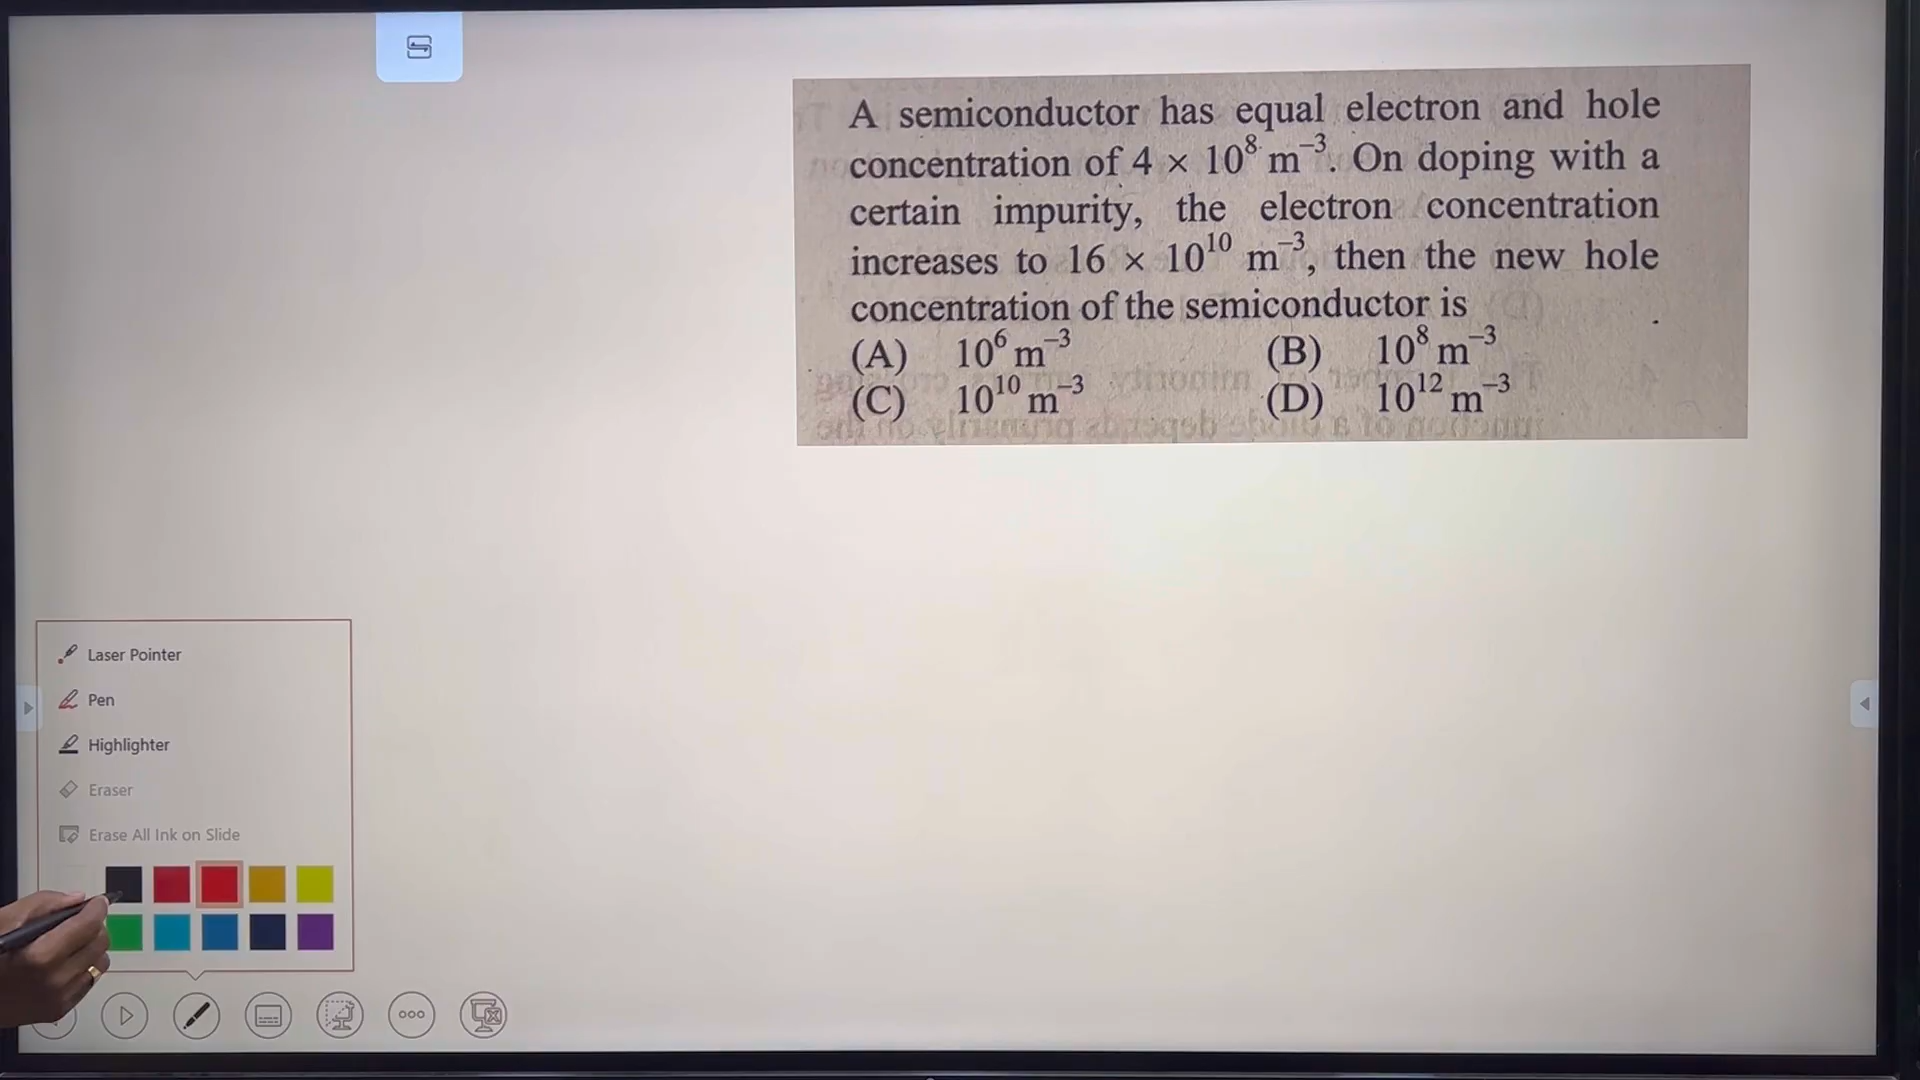 A semiconductor has equal electron and hole
concentration of 4 × 10⁸ m⁻³. On doping with a
certain impurity, the electron concentration
increases to 16 × 10¹⁰ m⁻³, then the new hole
concentration of the semiconductor is
(A) 10⁶ m⁻³ (B) 10⁸ m⁻³
(C) 10¹⁰ m⁻³ (D) 10¹² m⁻³
Laser Pointer
Pen
Highlighter
Eraser
Erase All Ink on Slide